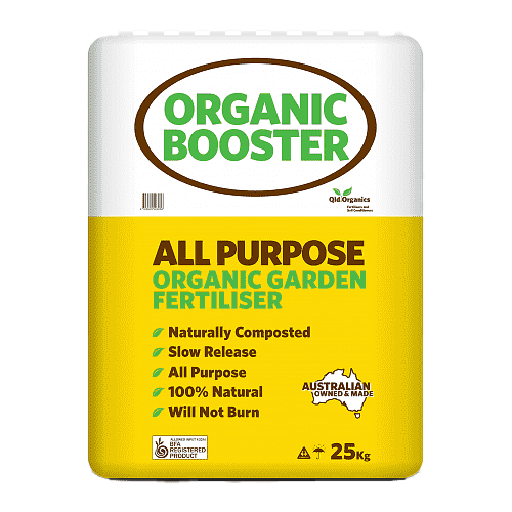 ORGANIC
BOOSTER
Qld Organics
Fertilisers and
Soil Conditioners
ALL PURPOSE
ORGANIC GARDEN
FERTILISER
Naturally Composted
Slow Release
All Purpose
100% Natural
Will Not Burn
AUSTRALIAN
OWNED & MADE
ALLOWED INPUT
BFA
REGISTERED
PRODUCT
25Kg